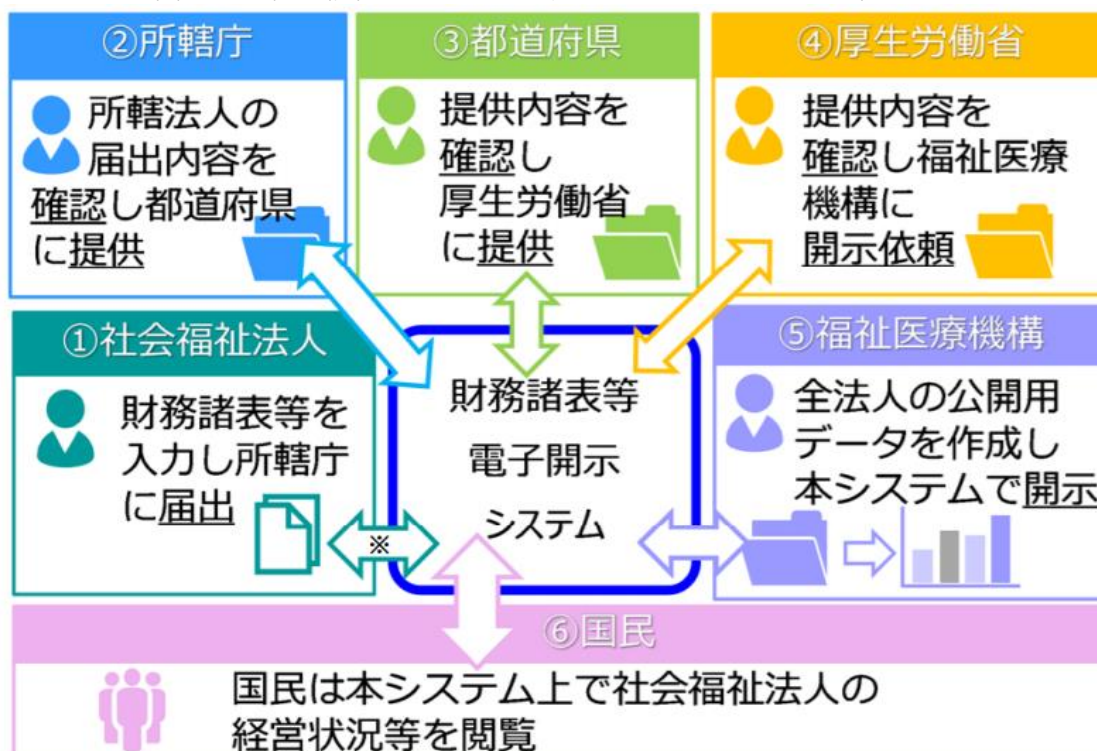 ②所轄庁
所轄法人の
届出内容を
確認し都道府県
に提供
③都道府県
提供内容を
確認し
厚生労働省
に提供
④厚生労働省
提供内容を
確認し福祉医療
機構に
開示依頼
①社会福祉法人
財務諸表等を
入力し所轄庁
に届出
※
財務諸表等
電子開示
システム
⑤福祉医療機構
全法人の公開用
データを作成し
本システムで開示
⑥国民
国民は本システム上で社会福祉法人の
経営状況等を閲覧